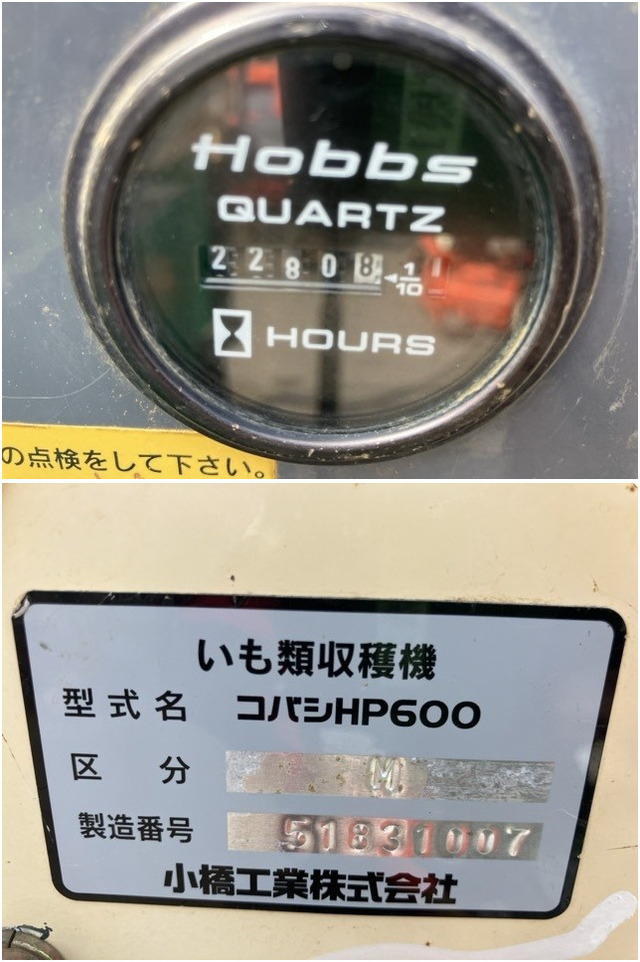 Hobbs
QUARTZ
22808 1/10
HOURS
の点検をして下さい。
いも類収穫機
型式名 コバシHP600
区分 M
製造番号 51831007
小橋工業株式会社